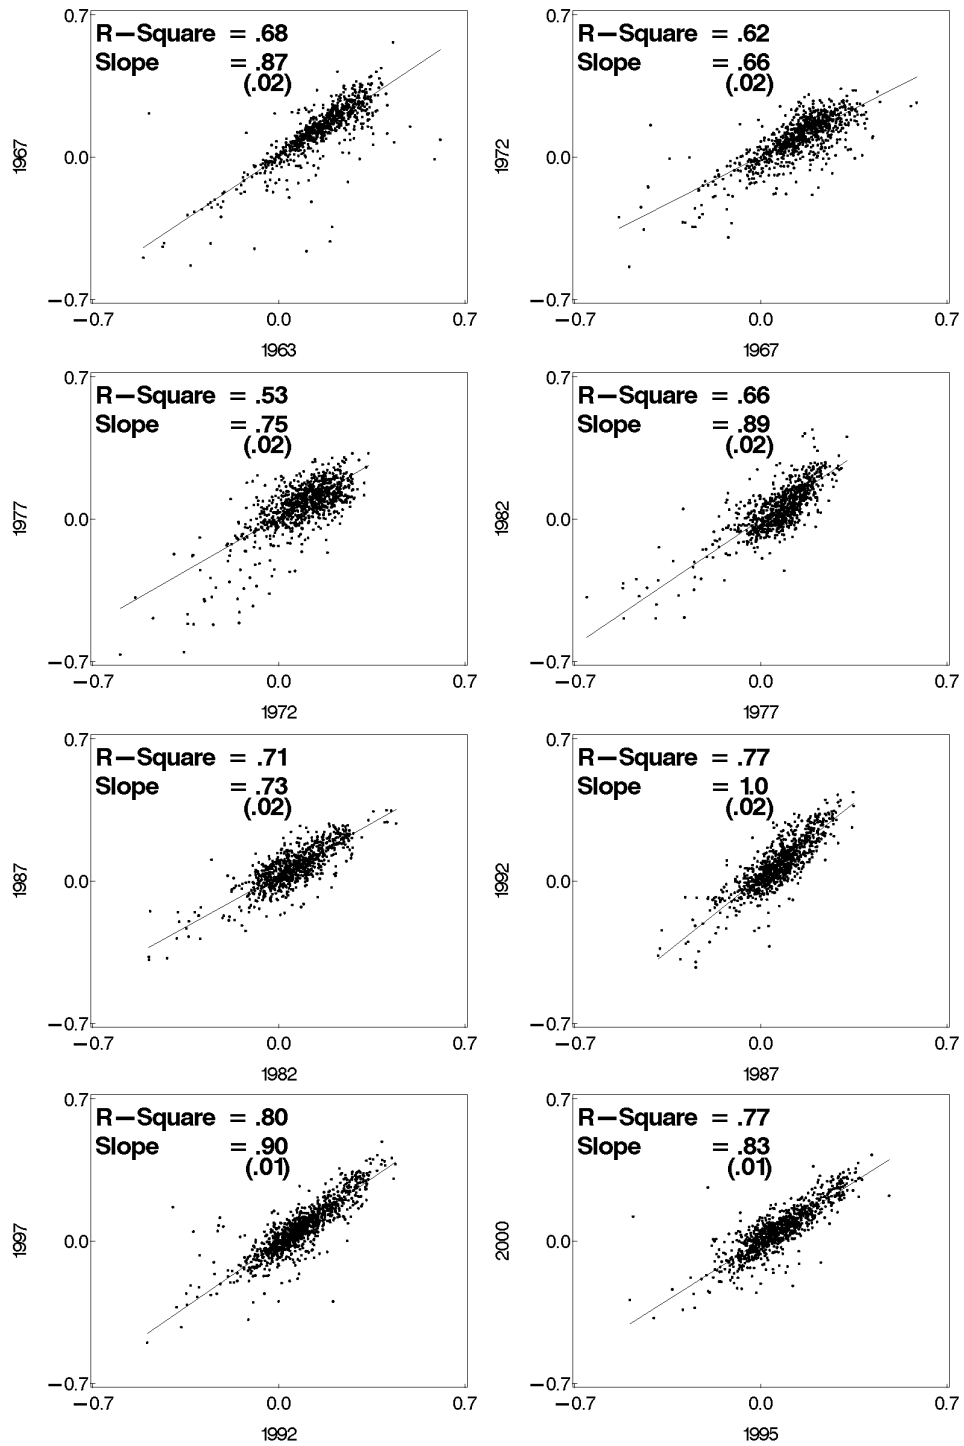 0.7
R−Square = .68
Slope = .87
(.02)
1967
0.0
−0.7
−0.7 0.0 0.7
1963
0.7
R−Square = .62
Slope = .66
(.02)
1972
0.0
−0.7
−0.7 0.0 0.7
1967
0.7
R−Square = .53
Slope = .75
(.02)
1977
0.0
−0.7
−0.7 0.0 0.7
1972
0.7
R−Square = .66
Slope = .89
(.02)
1982
0.0
−0.7
−0.7 0.0 0.7
1977
0.7
R−Square = .71
Slope = .73
(.02)
1987
0.0
−0.7
−0.7 0.0 0.7
1982
0.7
R−Square = .77
Slope = 1.0
(.02)
1992
0.0
−0.7
−0.7 0.0 0.7
1987
0.7
R−Square = .80
Slope = .90
(.01)
1997
0.0
−0.7
−0.7 0.0 0.7
1992
0.7
R−Square = .77
Slope = .83
(.01)
2000
0.0
−0.7
−0.7 0.0 0.7
1995